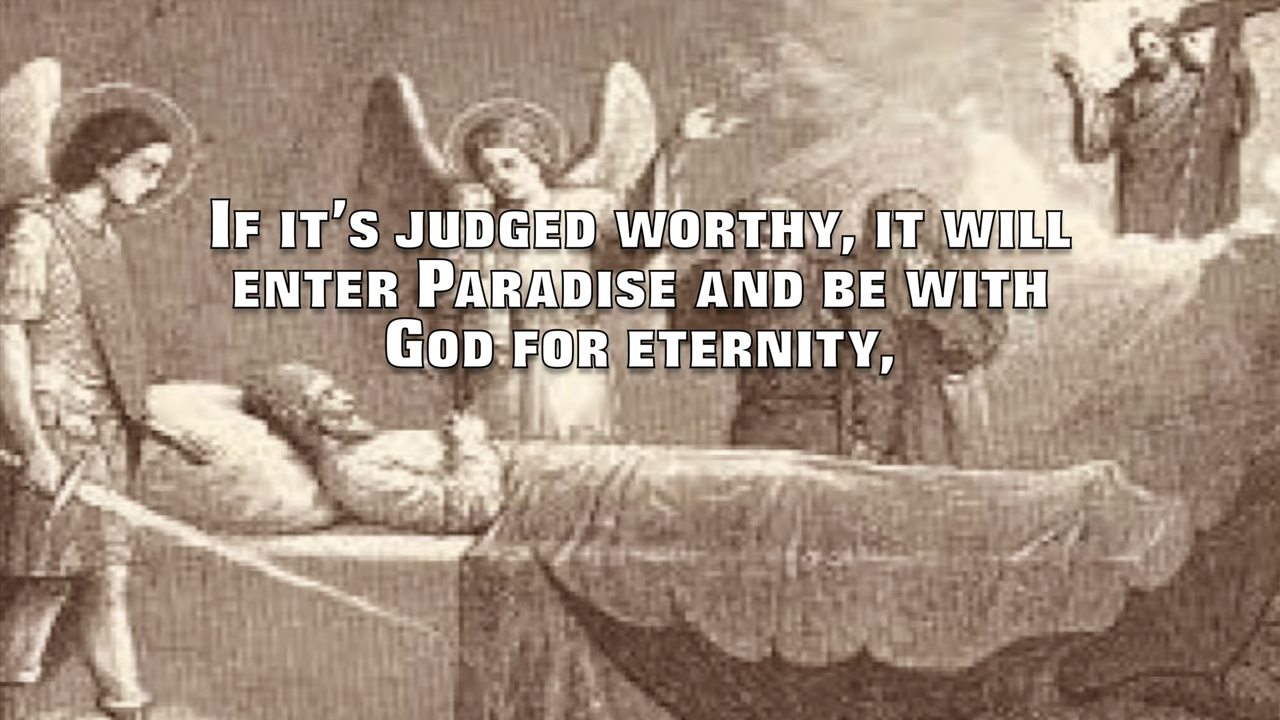 If it's judged worthy, it will
enter Paradise and be with
God for eternity,